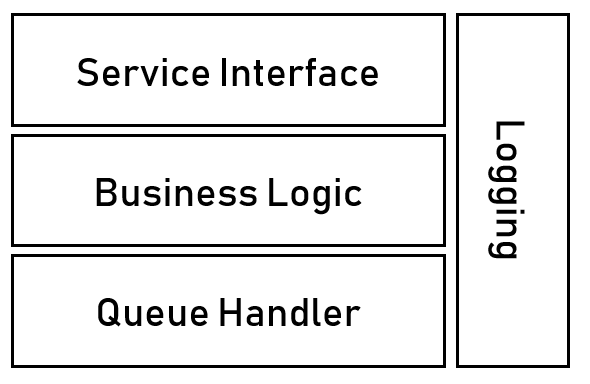 Service Interface
Business Logic
Queue Handler
Logging